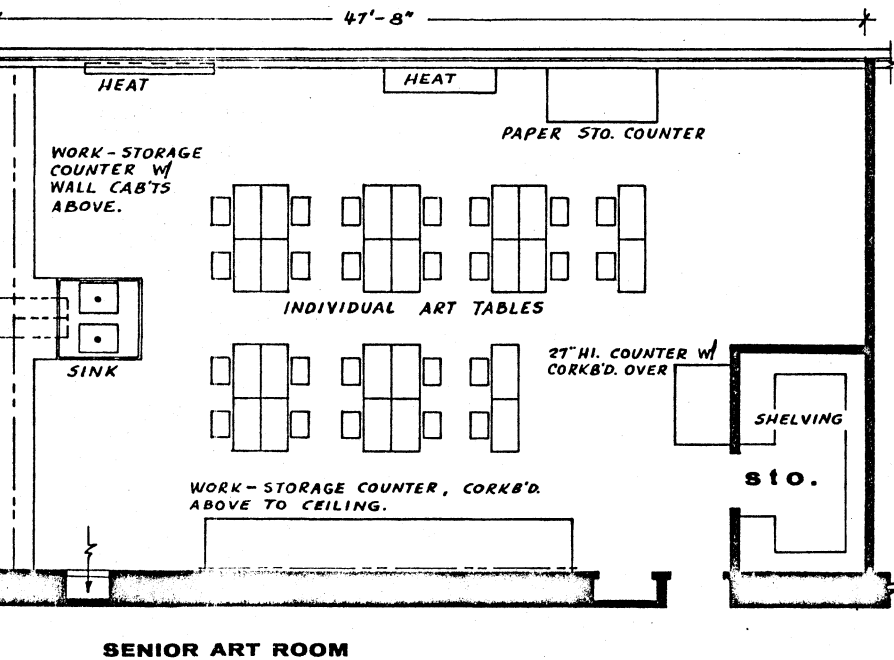 47'-8"
HEAT
HEAT
PAPER STO. COUNTER
WORK-STORAGE
COUNTER W/
WALL CAB'TS
ABOVE.
INDIVIDUAL ART TABLES
SINK
27" HI. COUNTER W/
CORKB'D. OVER
SHELVING
sto.
WORK-STORAGE COUNTER, CORKB'D.
ABOVE TO CEILING.
SENIOR ART ROOM